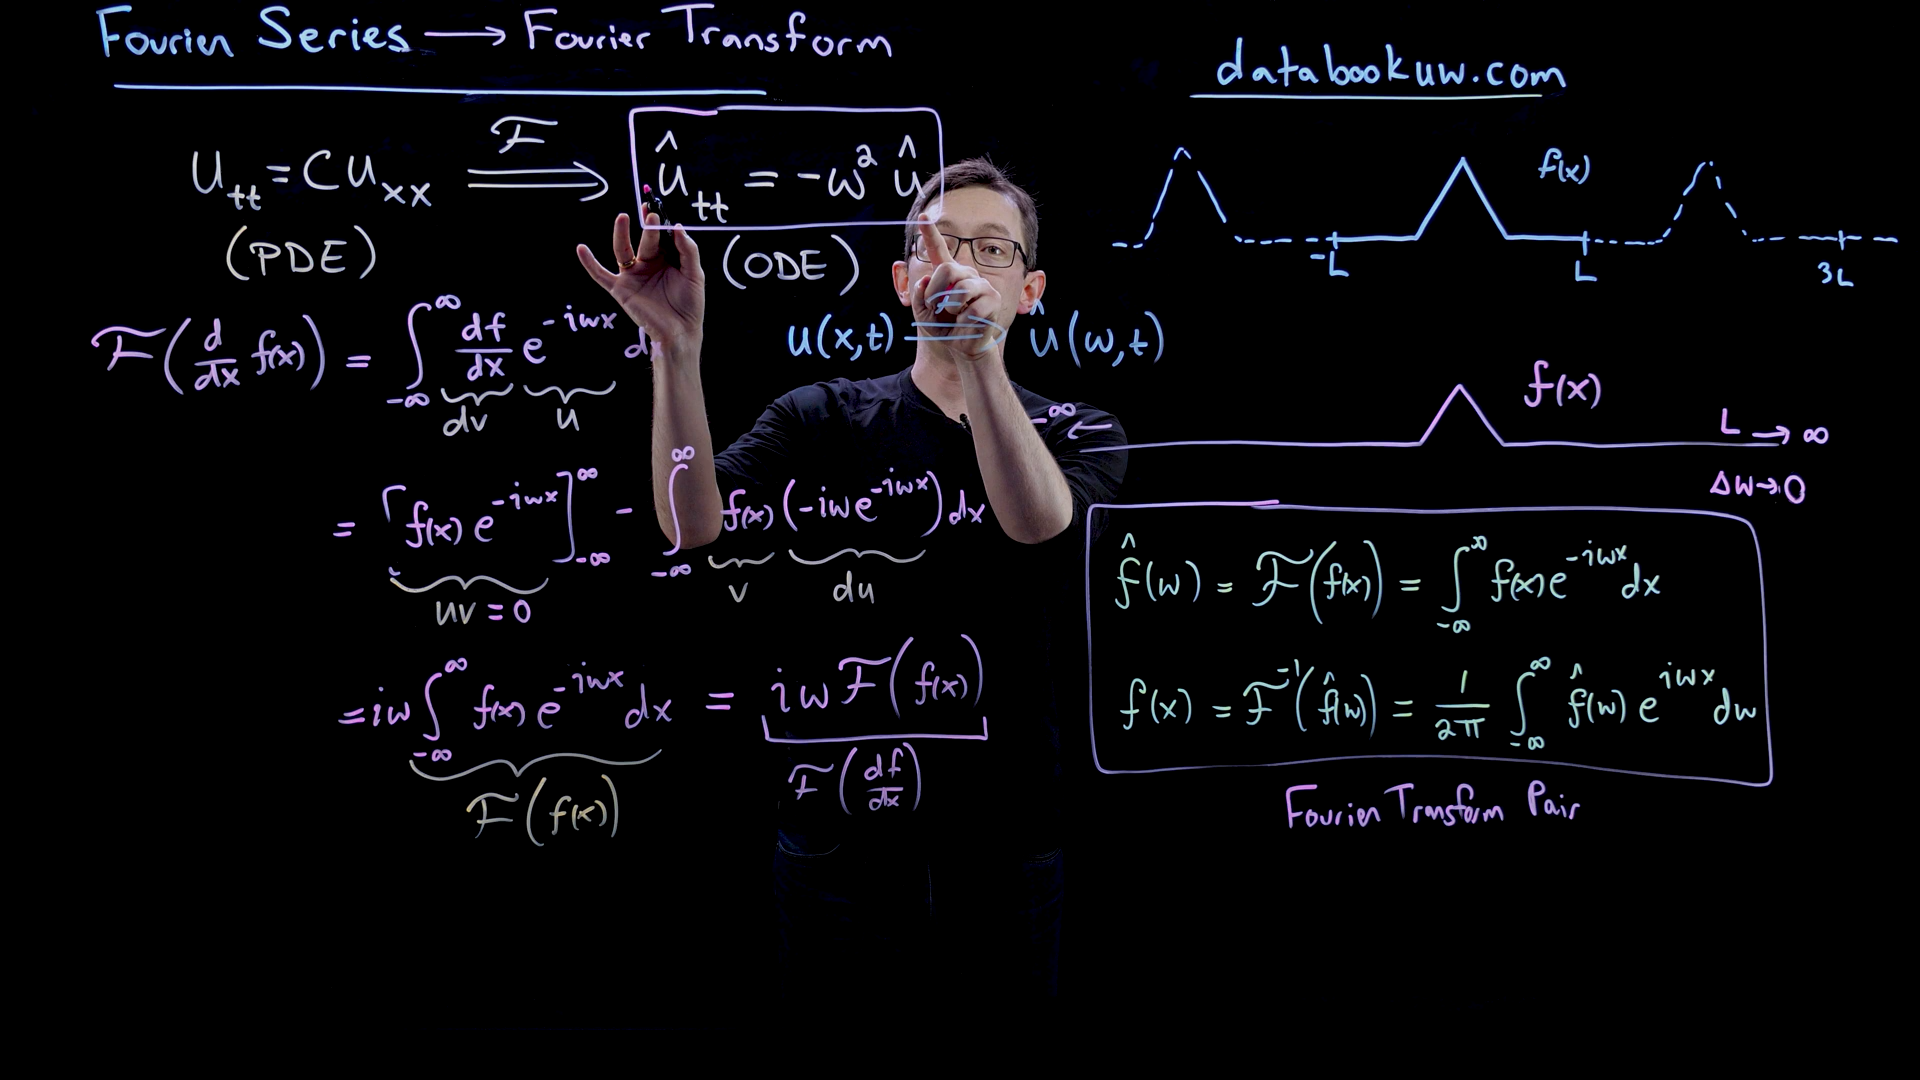 Fourier Series → Fourier Transform
databookuw.com
U_tt = C U_xx
ℱ ⟹
û_tt = -ω² û
(PDE)
(ODE)
f(x)
-L
L
3L
ℱ(d/dx f(x)) = ∫_{-∞}^{∞} df/dx e^{-iωx} dx
dv
u
u(x,t) ⟹ û(ω,t)
-∞ ←
f(x)
L → ∞
Δω→0
= [f(x) e^{-iωx}]_{-∞}^{∞} - ∫_{-∞}^{∞} f(x) (-iω e^{-iωx}) dx
uv = 0
v
du
= iω ∫_{-∞}^{∞} f(x) e^{-iωx} dx = iω ℱ(f(x))
ℱ(f(x))
ℱ(df/dx)
f̂(ω) = ℱ(f(x)) = ∫_{-∞}^{∞} f(x) e^{-iωx} dx
f(x) = ℱ^{-1}(f̂(ω)) = 1/2π ∫_{-∞}^{∞} f̂(ω) e^{iωx} dω
Fourier Transform Pair